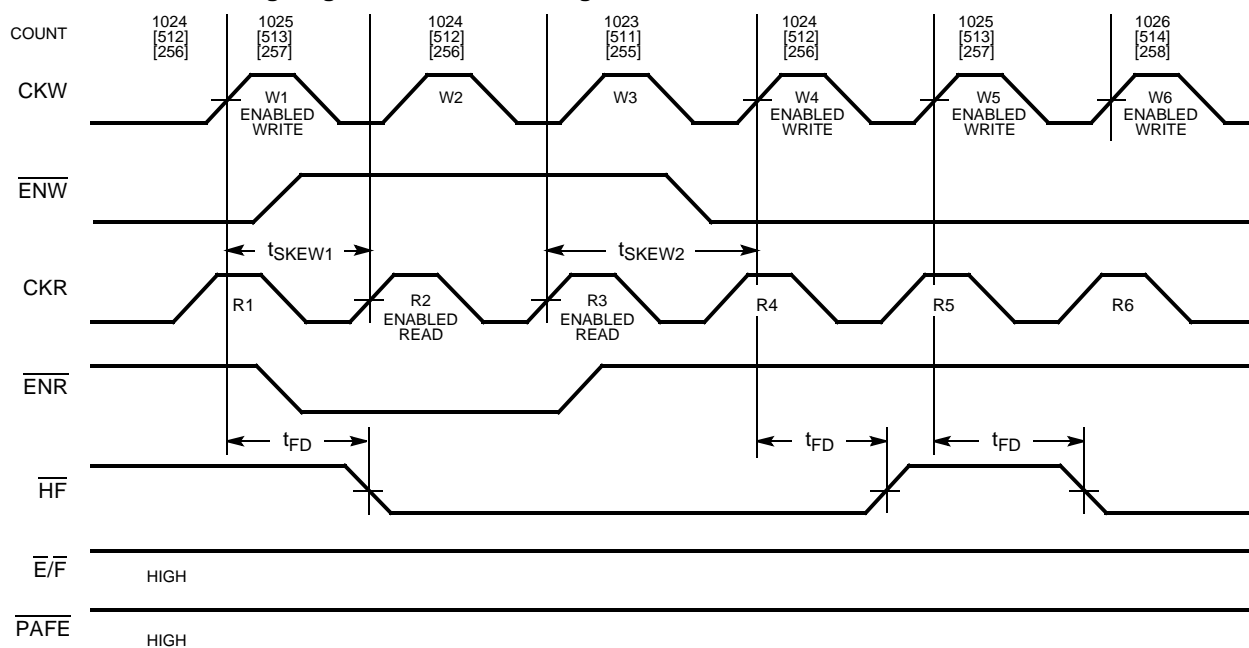 COUNT
1024
[512]
[256]
1025
[513]
[257]
1024
[512]
[256]
1023
[511]
[255]
1024
[512]
[256]
1025
[513]
[257]
1026
[514]
[258]
CKW
W1
ENABLED
WRITE
W2
W3
W4
ENABLED
WRITE
W5
ENABLED
WRITE
W6
ENABLED
WRITE
ENW
tSKEW1
tSKEW2
CKR
R1
R2
ENABLED
READ
R3
ENABLED
READ
R4
R5
R6
ENR
tFD
tFD
tFD
HF
E/F
HIGH
PAFE
HIGH